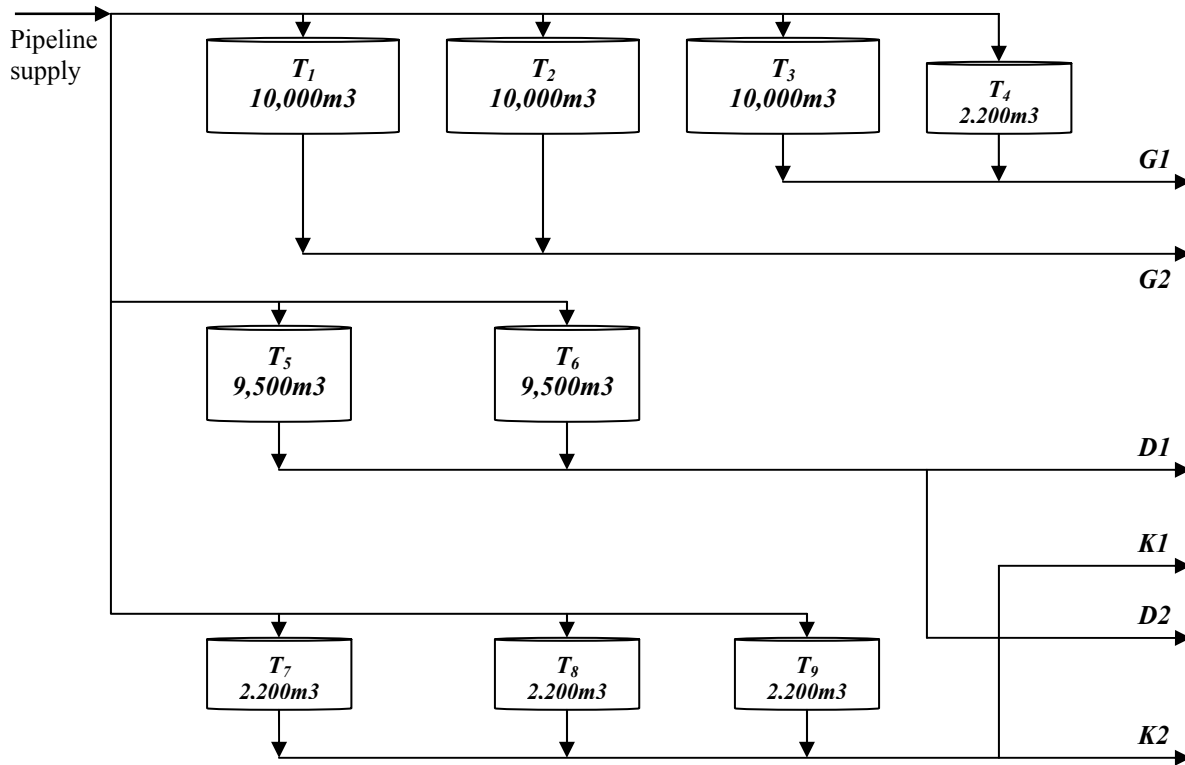 Pipeline
supply
T1
10,000m3
T2
10,000m3
T3
10,000m3
T4
2.200m3
G1
G2
T5
9,500m3
T6
9,500m3
D1
K1
D2
T7
2.200m3
T8
2.200m3
T9
2.200m3
K2